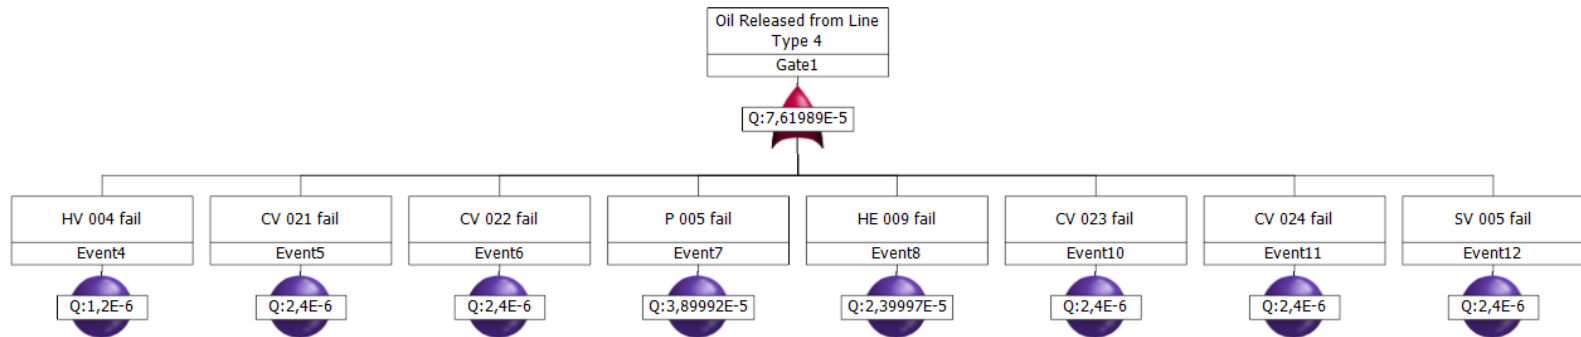 Oil Released from Line
Type 4
Gate1
Q:7,61989E-5
HV 004 fail
Event4
Q:1,2E-6
CV 021 fail
Event5
Q:2,4E-6
CV 022 fail
Event6
Q:2,4E-6
P 005 fail
Event7
Q:3,89992E-5
HE 009 fail
Event8
Q:2,39997E-5
CV 023 fail
Event10
Q:2,4E-6
CV 024 fail
Event11
Q:2,4E-6
SV 005 fail
Event12
Q:2,4E-6